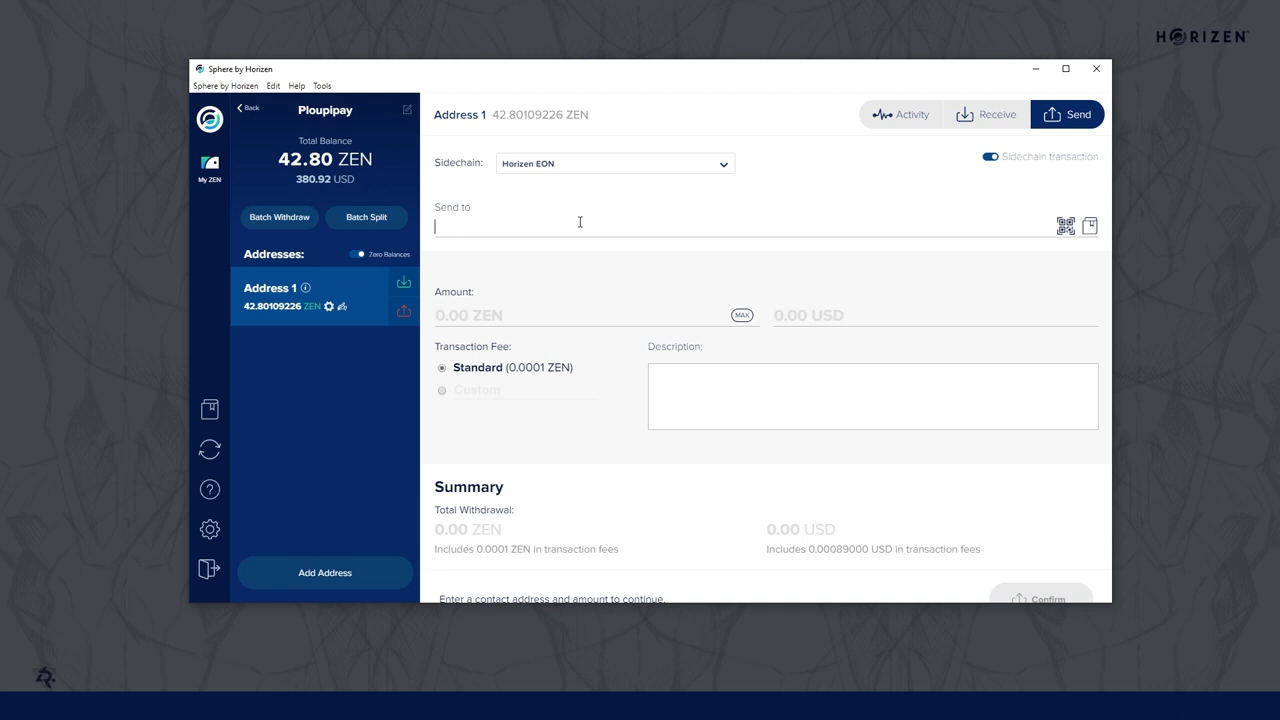 HORIZEN
Sphere by Horizen
Sphere by Horizen Edit Help Tools
Back
Ploupipay
Total Balance
42.80 ZEN
380.92 USD
My ZEN
Batch Withdraw
Batch Split
Addresses:
Zero Balances
Address 1
42.80109226 ZEN
Add Address
Address 1 42.80109226 ZEN
Activity
Receive
Send
Sidechain:
Horizen EON
Sidechain transaction
Send to
Amount:
0.00 ZEN
MAX
0.00 USD
Transaction Fee:
Standard (0.0001 ZEN)
Custom
Description:
Summary
Total Withdrawal:
0.00 ZEN
Includes 0.0001 ZEN in transaction fees
0.00 USD
Includes 0.00089000 USD in transaction fees
Enter a contact address and amount to continue.
Confirm